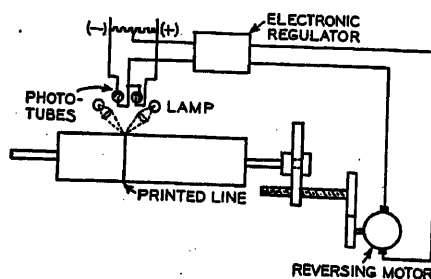 (−) (+)
ELECTRONIC
REGULATOR
PHOTO-
TUBES
LAMP
PRINTED LINE
REVERSING MOTOR